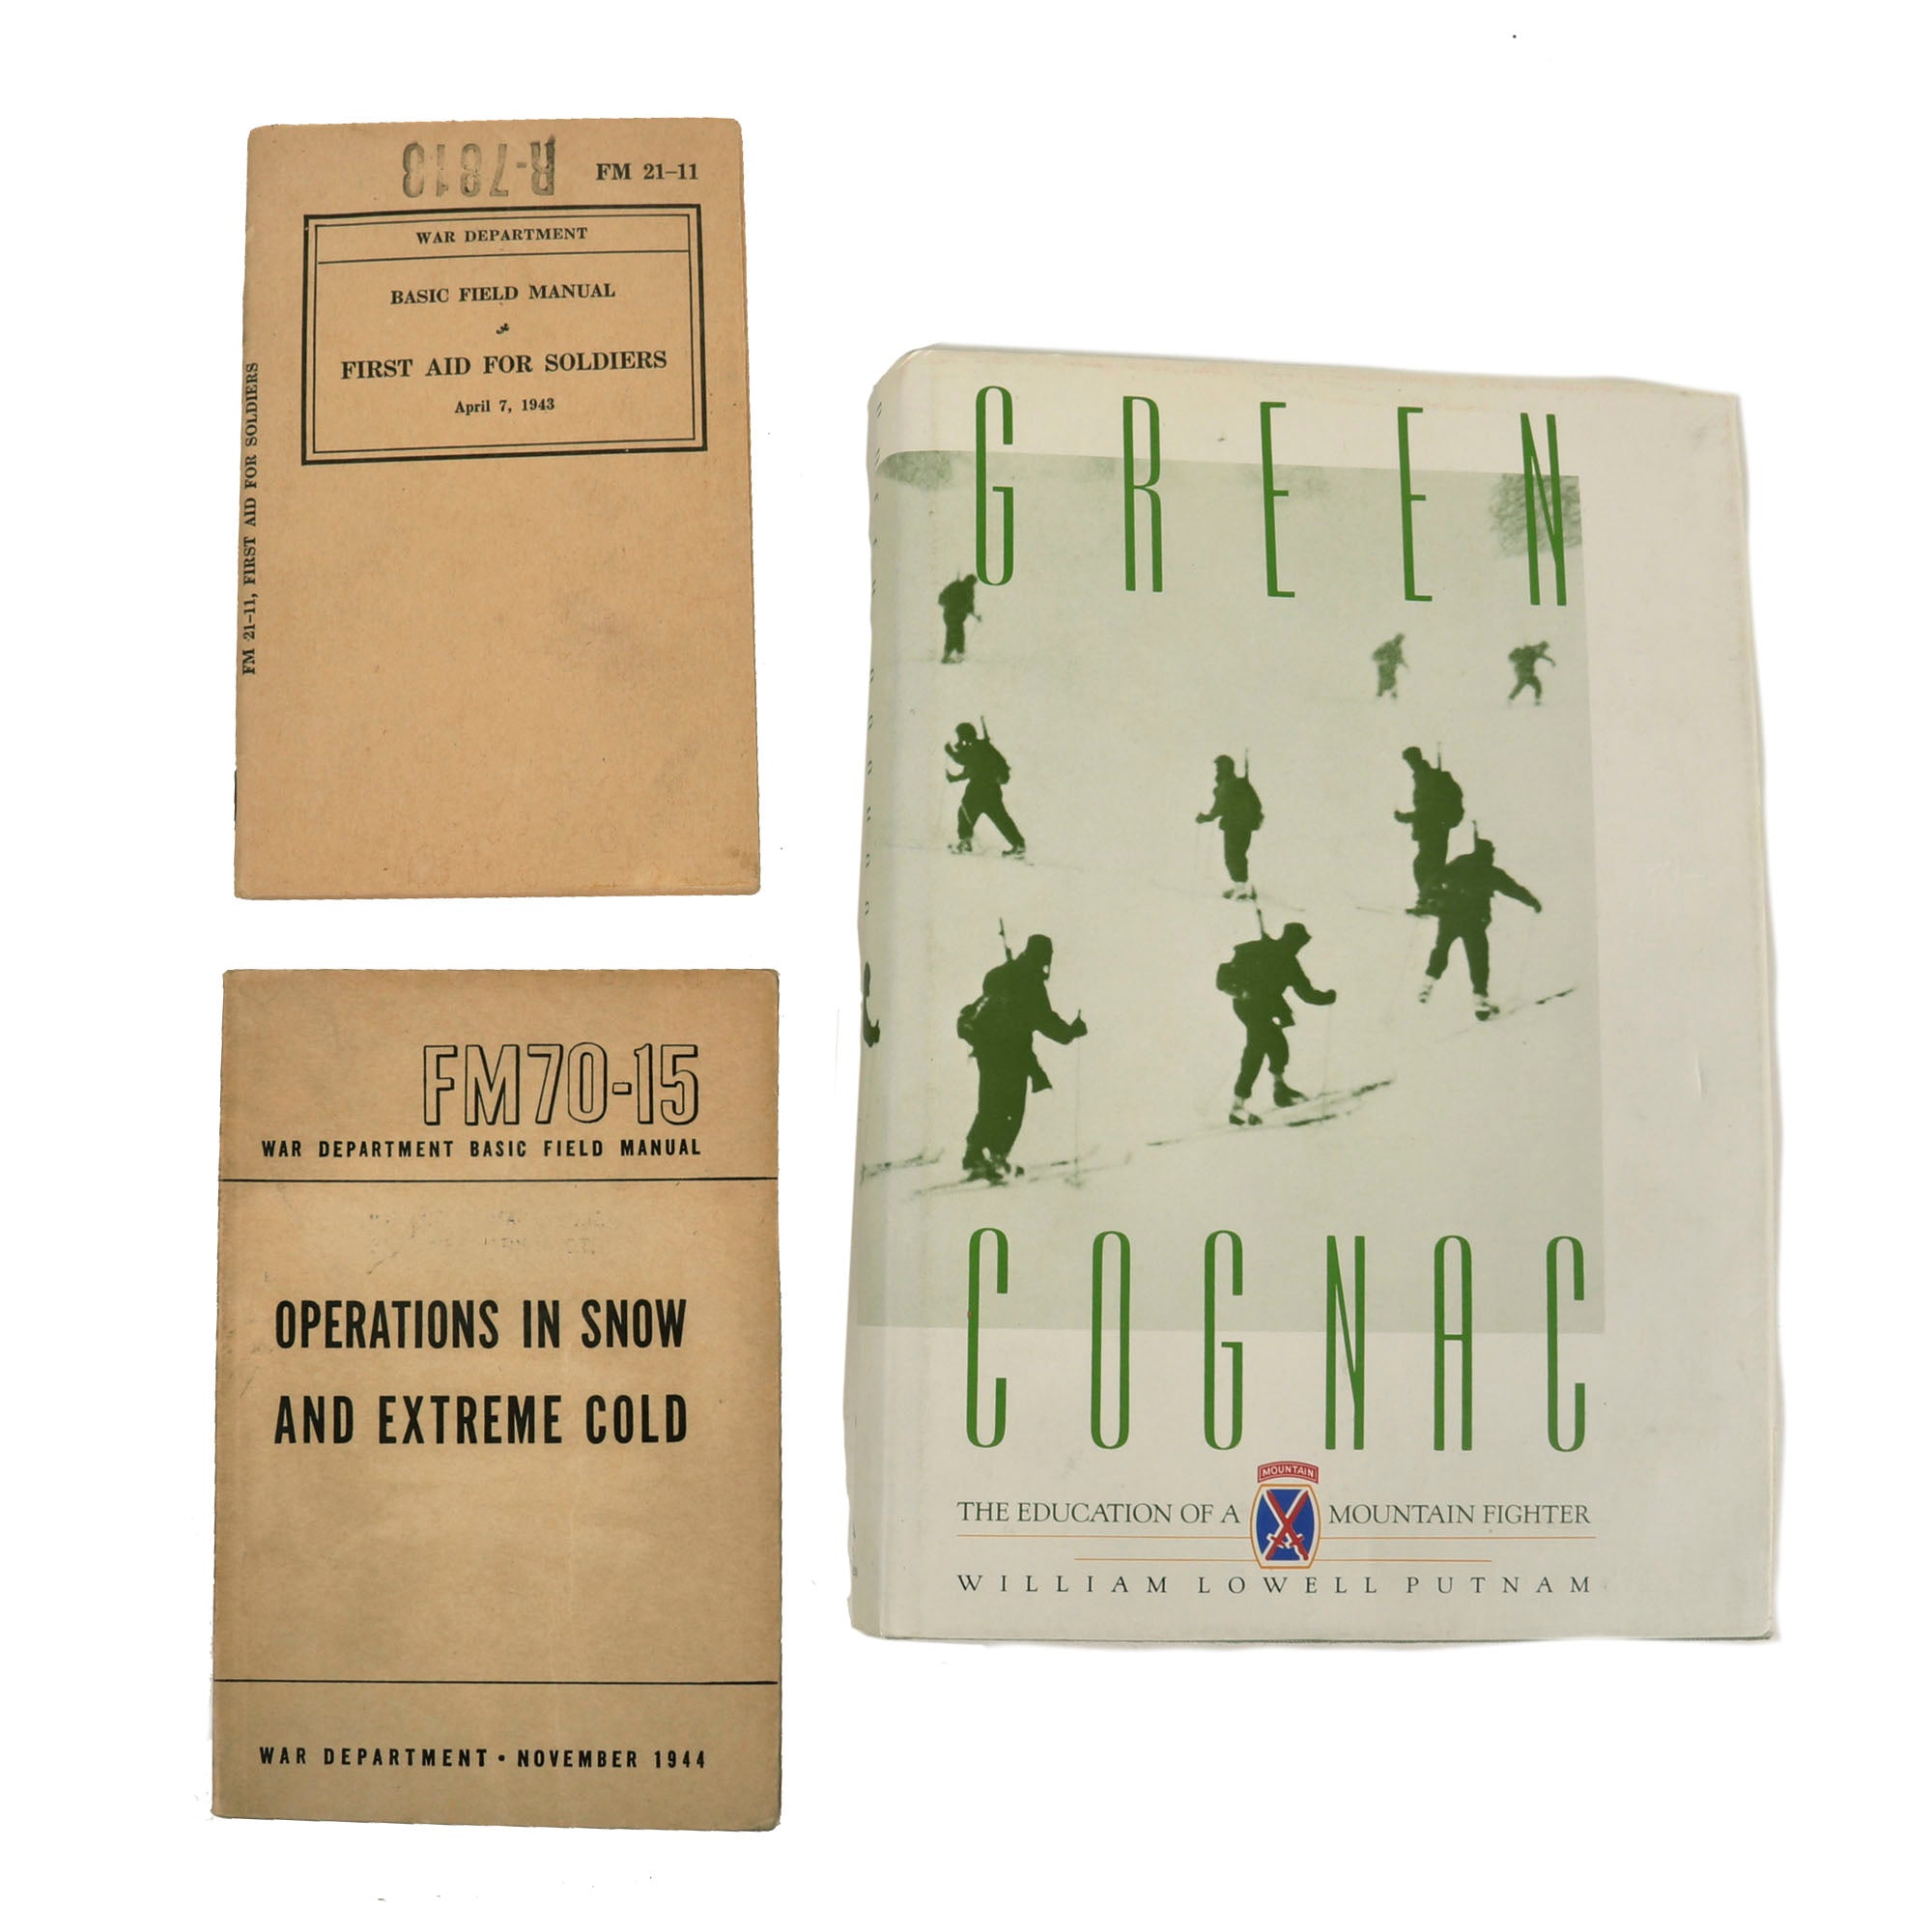 R-7813
FM 21-11
WAR DEPARTMENT
BASIC FIELD MANUAL
FIRST AID FOR SOLDIERS
April 7, 1943
FM 21-11, FIRST AID FOR SOLDIERS
FM70-15
WAR DEPARTMENT BASIC FIELD MANUAL
OPERATIONS IN SNOW
AND EXTREME COLD
WAR DEPARTMENT • NOVEMBER 1944
GREEN
COGNAC
MOUNTAIN
THE EDUCATION OF A MOUNTAIN FIGHTER
WILLIAM LOWELL PUTNAM